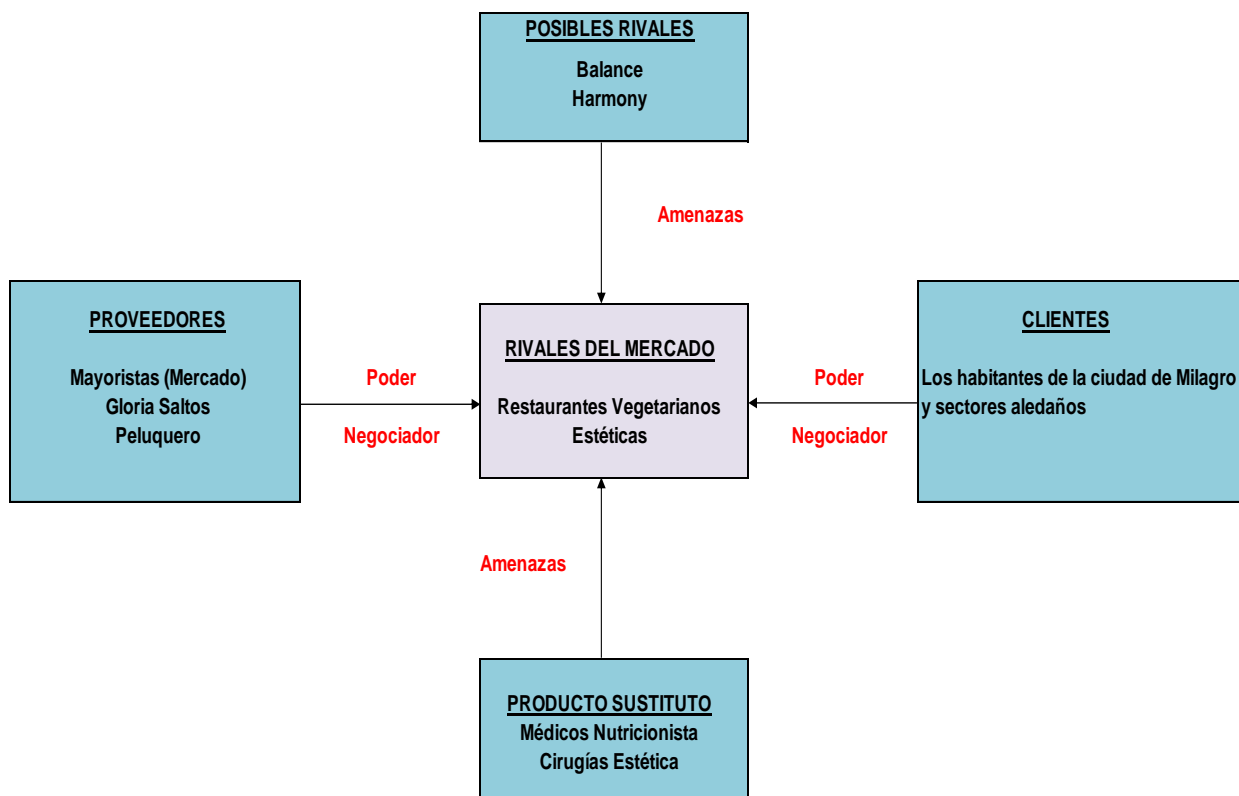 POSIBLES RIVALES
Balance
Harmony
Amenazas
PROVEEDORES
Mayoristas (Mercado)
Gloria Saltos
Peluquero
Poder
Negociador
RIVALES DEL MERCADO
Restaurantes Vegetarianos
Estéticas
Poder
Negociador
CLIENTES
Los habitantes de la ciudad de Milagro
y sectores aledaños
Amenazas
PRODUCTO SUSTITUTO
Médicos Nutricionista
Cirugías Estética